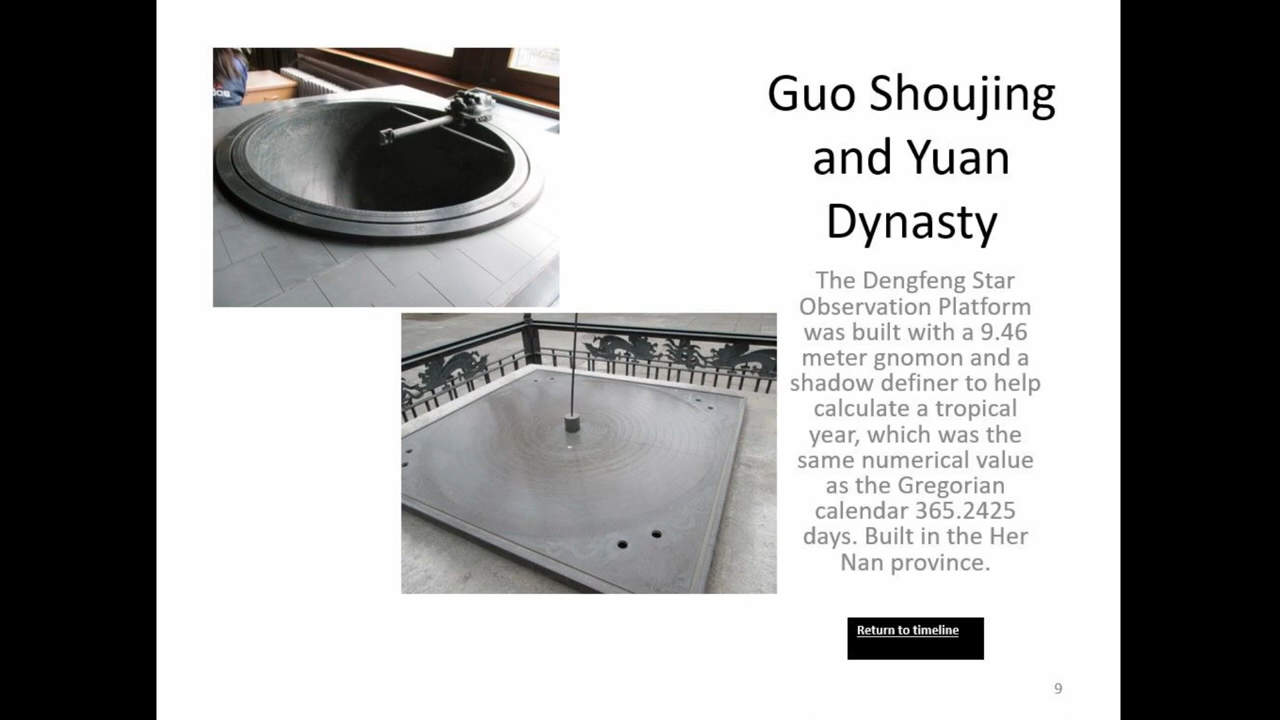 Guo Shoujing
and Yuan
Dynasty
The Dengfeng Star
Observation Platform
was built with a 9.46
meter gnomon and a
shadow definer to help
calculate a tropical
year, which was the
same numerical value
as the Gregorian
calendar 365.2425
days. Built in the Her
Nan province.
Return to timeline
9